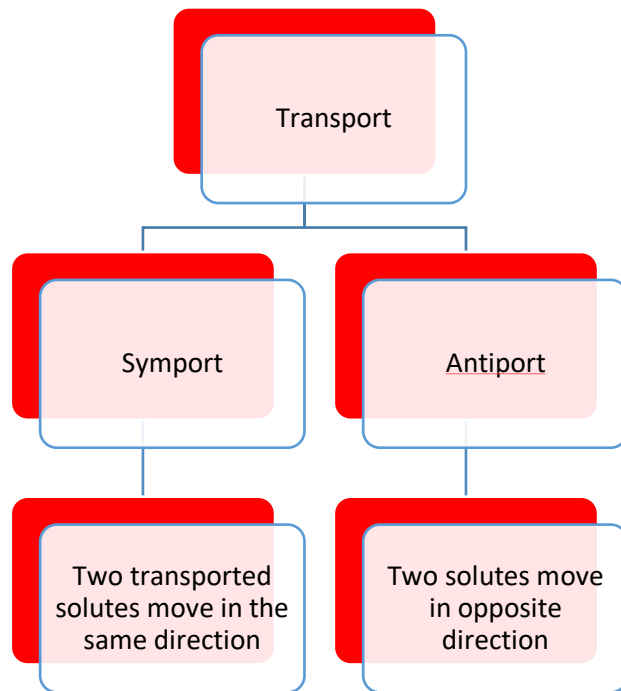 Transport
Symport
Antiport
Two transported
solutes move in the
same direction
Two solutes move
in opposite
direction